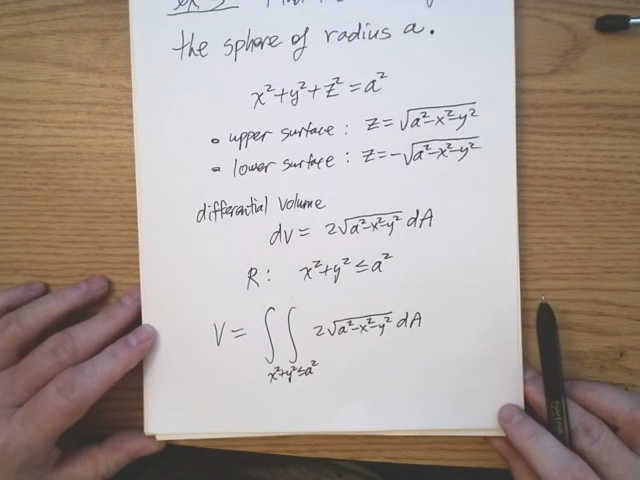 the sphere of radius a.
x²+y²+z²=a²
• upper surface : z=√(a²-x²-y²)
• lower surface : z=-√(a²-x²-y²)
differential volume
dv = 2√(a²-x²-y²) dA
R: x²+y² ≤ a²
V = ∫∫ 2√(a²-x²-y²) dA
x²+y²≤a²